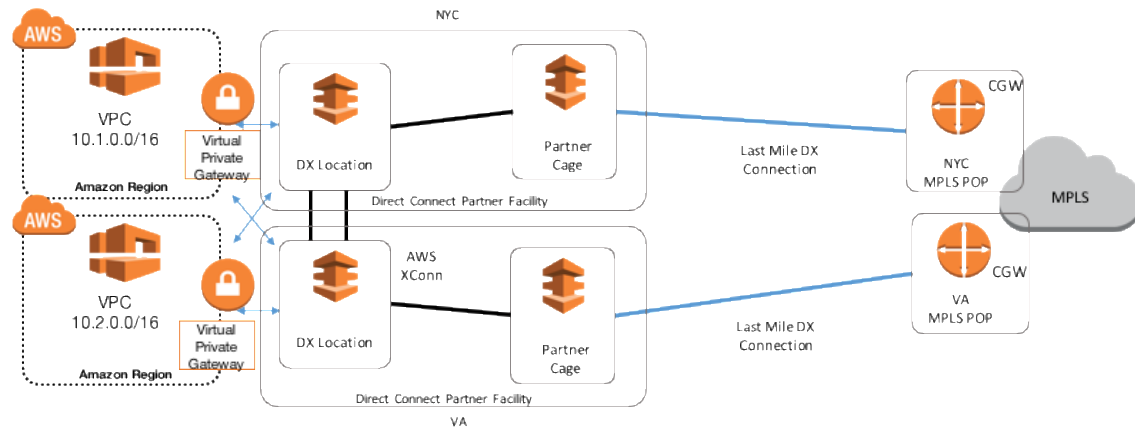 NYC
AWS
VPC
10.1.0.0/16
Virtual
Private
Gateway
Amazon Region
DX Location
Partner
Cage
Direct Connect Partner Facility
Last Mile DX
Connection
CGW
NYC
MPLS POP
MPLS
AWS
VPC
10.2.0.0/16
Virtual
Private
Gateway
Amazon Region
DX Location
AWS
XConn
Partner
Cage
Direct Connect Partner Facility
VA
Last Mile DX
Connection
CGW
VA
MPLS POP